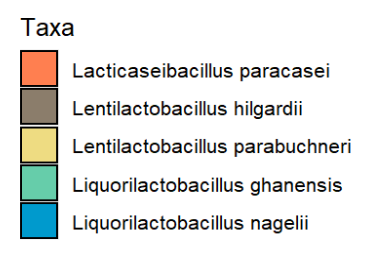 Taxa
Lacticaseibacillus paracasei
Lentilactobacillus hilgardii
Lentilactobacillus parabuchneri
Liquorilactobacillus ghanensis
Liquorilactobacillus nagelii